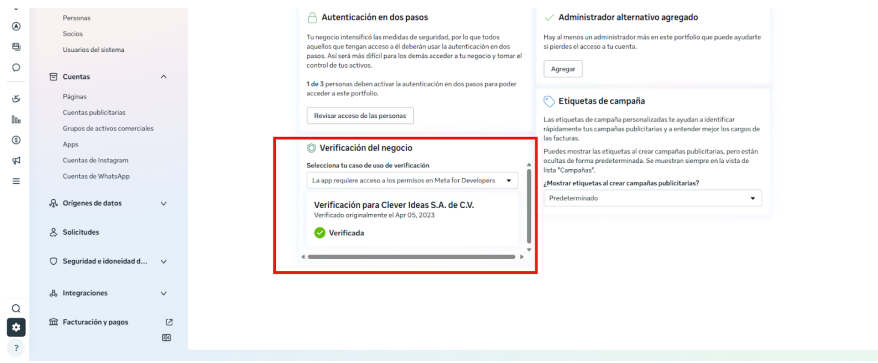 Personas
Socios
Usuarios del sistema
Cuentas
Páginas
Cuentas publicitarias
Grupos de activos comerciales
Apps
Cuentas de Instagram
Cuentas de WhatsApp
Orígenes de datos
Solicitudes
Seguridad e idoneidad d...
Integraciones
Facturación y pagos
?
Autenticación en dos pasos
Tu negocio intensificó las medidas de seguridad, por lo que todos
aquellos que tengan acceso a él deberán usar la autenticación en dos
pasos. Así será más difícil para los demás acceder a tu negocio y tomar el
control de tus activos.
1 de 3 personas deben activar la autenticación en dos pasos para poder
acceder a este portfolio.
Revisar acceso de las personas
Verificación del negocio
Selecciona tu caso de uso de verificación
La app requiere acceso a los permisos en Meta for Developers
Verificación para Clever Ideas S.A. de C.V.
Verificado originalmente el Apr 05, 2023
Verificada
Administrador alternativo agregado
Hay al menos un administrador más en este portfolio que puede ayudarte
si pierdes el acceso a tu cuenta.
Agregar
Etiquetas de campaña
Las etiquetas de campaña personalizadas te ayudan a identificar
rápidamente tus campañas publicitarias y a entender mejor los cargos de
las facturas.
Puedes mostrar las etiquetas al crear campañas publicitarias, pero están
ocultas de forma predeterminada. Se muestran siempre en la vista de
lista "Campañas".
¿Mostrar etiquetas al crear campañas publicitarias?
Predeterminado